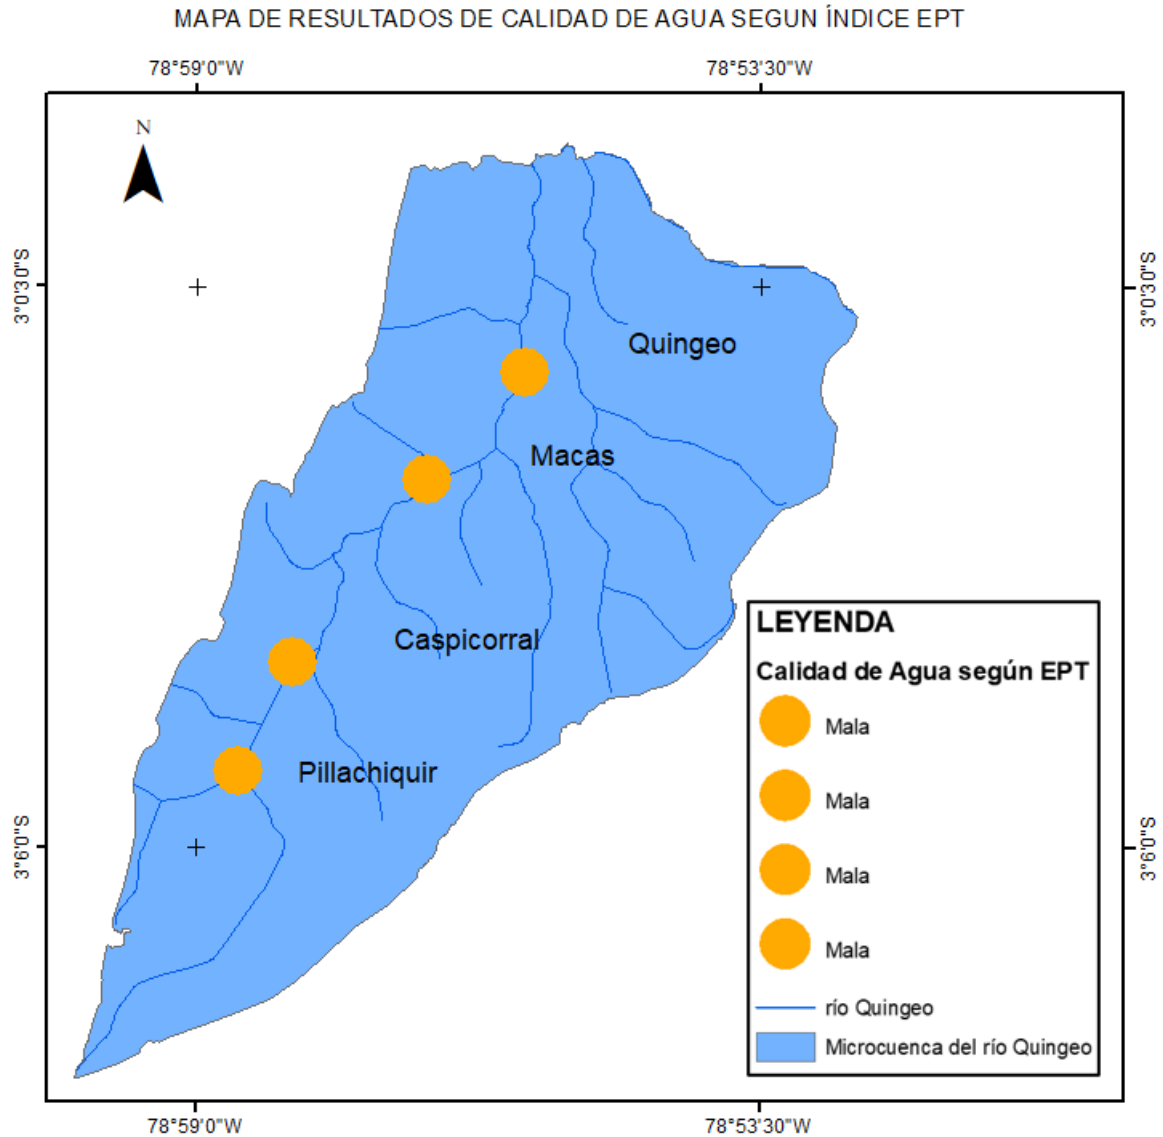 MAPA DE RESULTADOS DE CALIDAD DE AGUA SEGUN ÍNDICE EPT
78°59'0"W
78°53'30"W
N
3°0'30"S
3°0'30"S
Quingeo
Macas
Caspicorral
Pillachiquir
LEYENDA
Calidad de Agua según EPT
Mala
Mala
Mala
Mala
río Quingeo
Microcuenca del río Quingeo
3°6'0"S
3°6'0"S
78°59'0"W
78°53'30"W